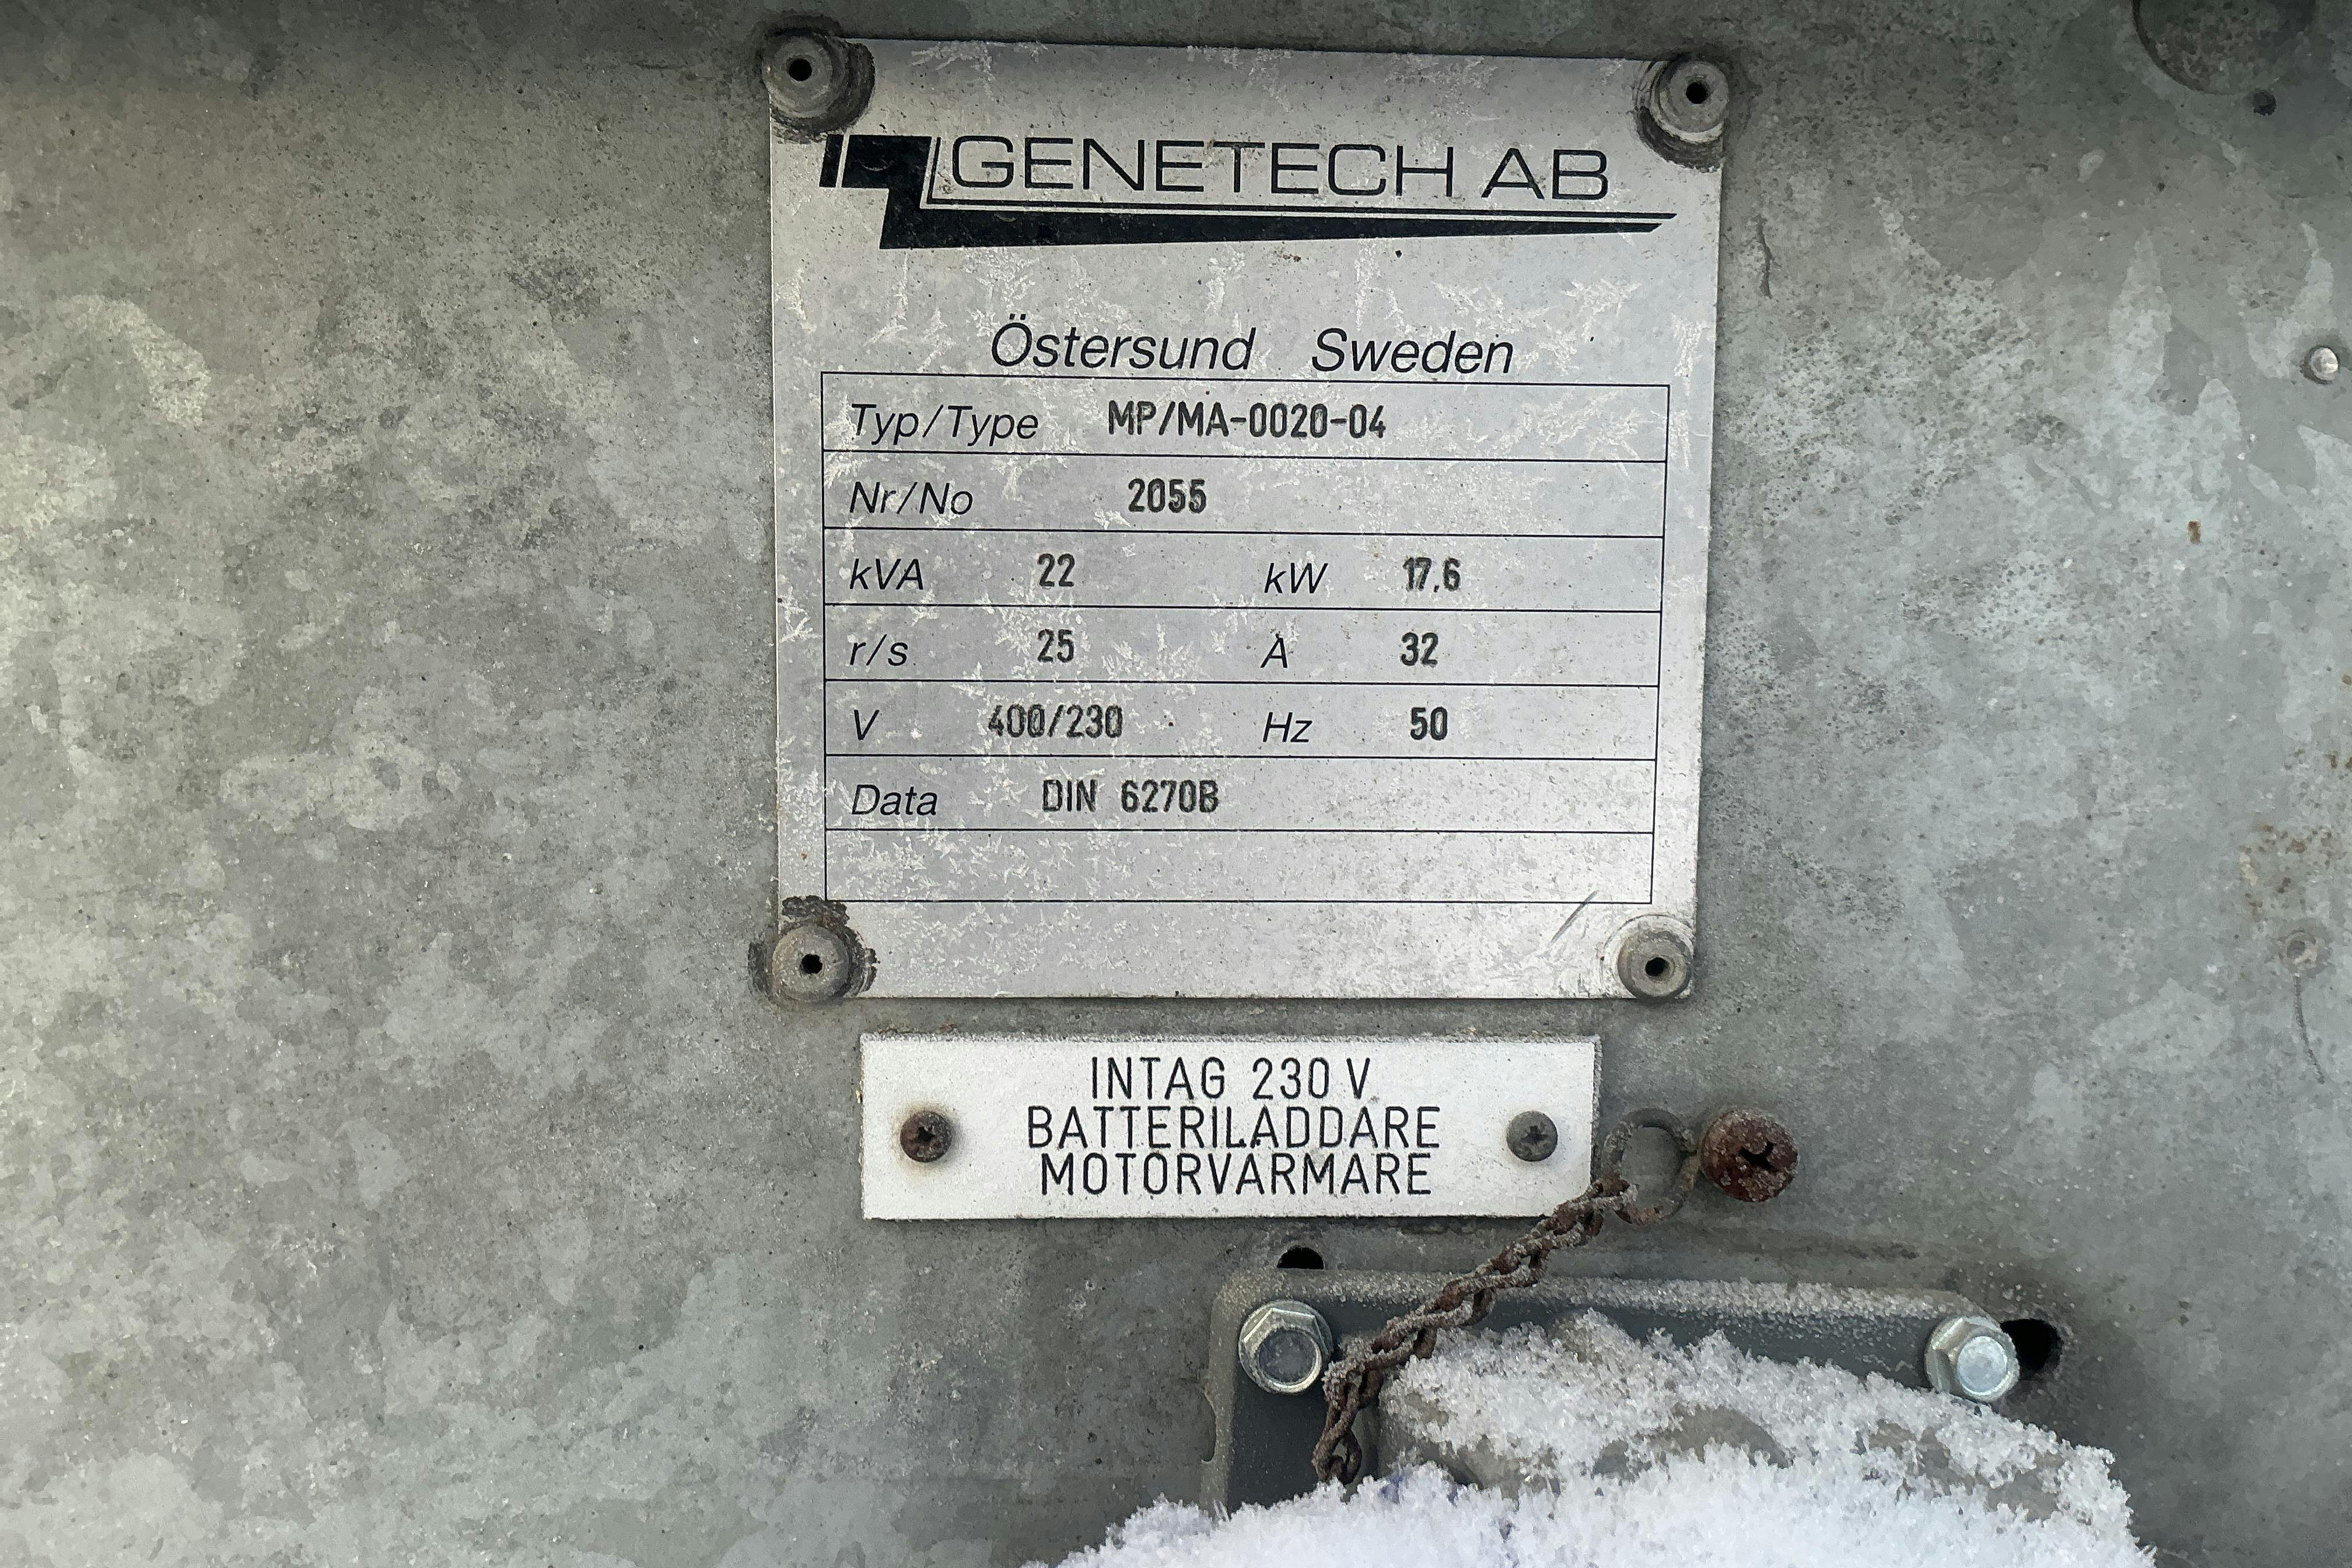 GENETECH AB
Östersund Sweden
Typ/Type MP/MA-0020-04
Nr/No 2055
kVA 22 kW 17,6
r/s 25 A 32
V 400/230 Hz 50
Data DIN 6270B
INTAG 230 V
BATTERILADDARE
MOTORVÄRMARE